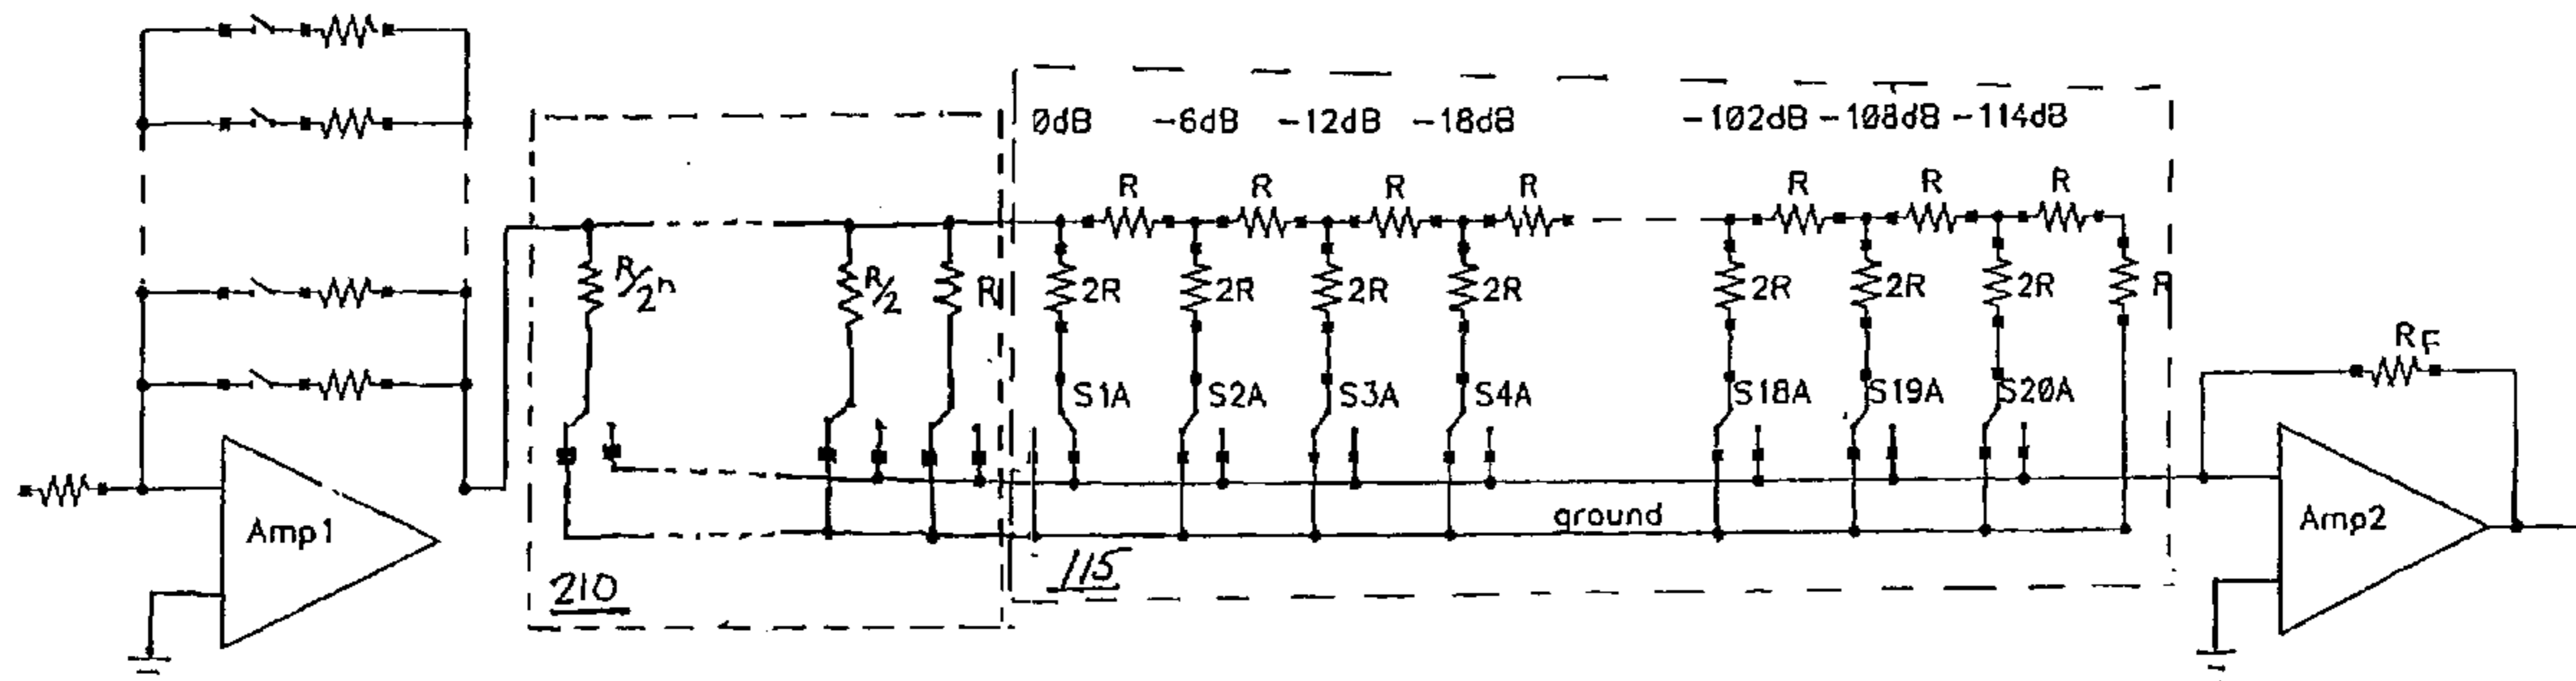 0dB -6dB -12dB -18dB -102dB -108dB -114dB
R R R R R R R
R/2n R/2 R 2R 2R 2R 2R 2R 2R 2R R
RF
S1A S2A S3A S4A S18A S19A S20A
Amp1 ground Amp2
210 115